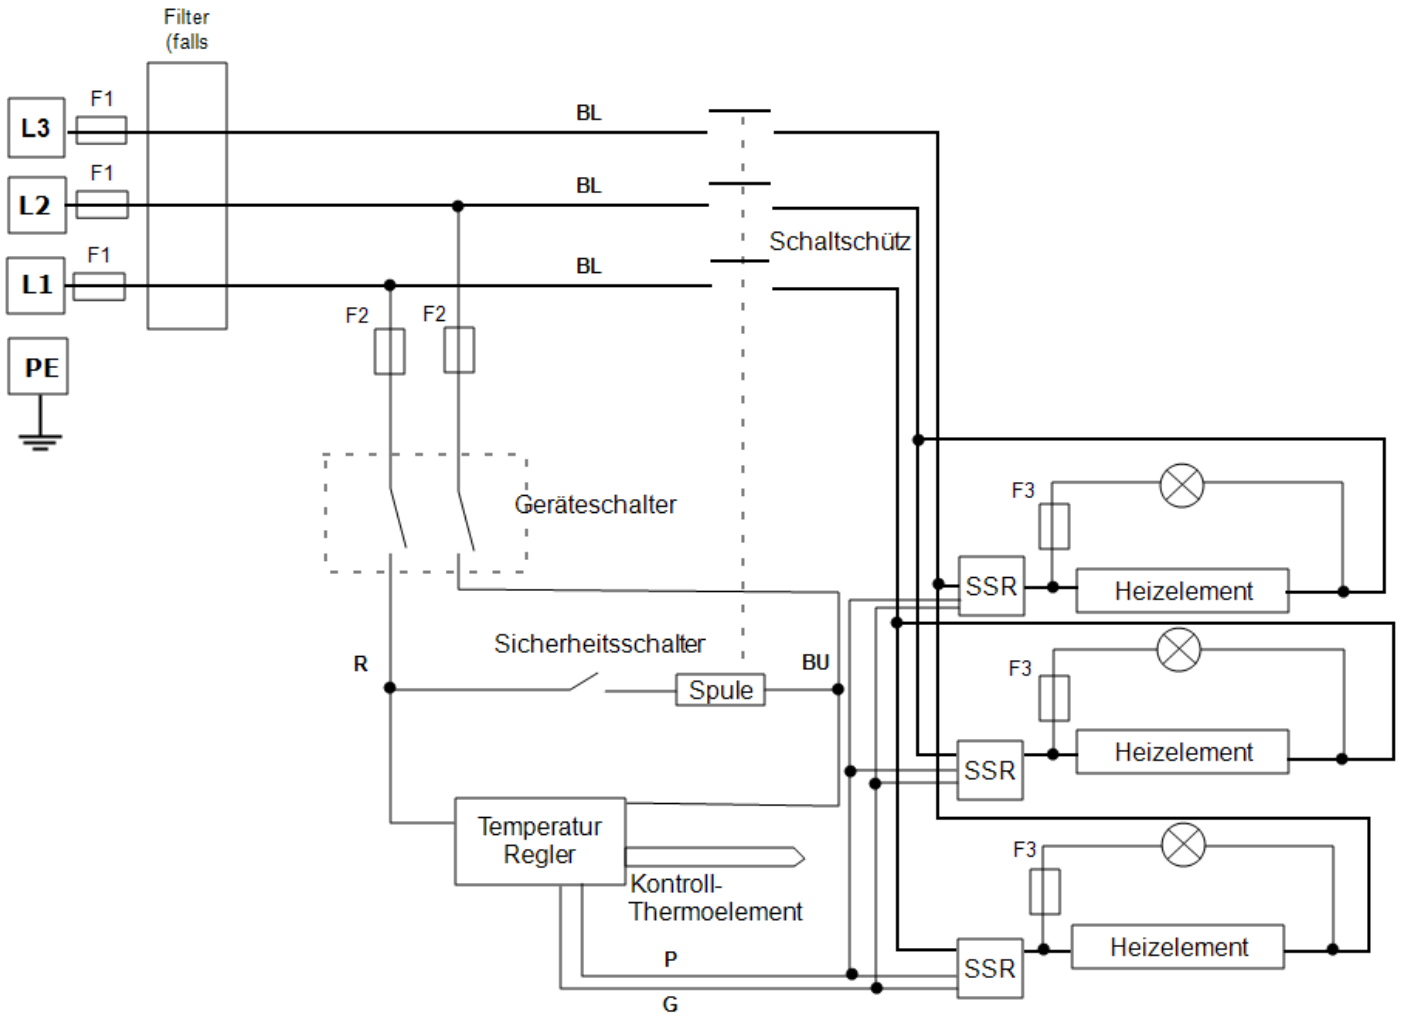 Filter
(falls
F1
L3
BL
F1
L2
BL
Schaltschütz
F1
L1
BL
F2
F2
PE
Geräteschalter
F3
SSR
Heizelement
Sicherheitsschalter
R
BU
Spule
F3
SSR
Heizelement
Temperatur
Regler
Kontroll-
Thermoelement
F3
SSR
Heizelement
P
G